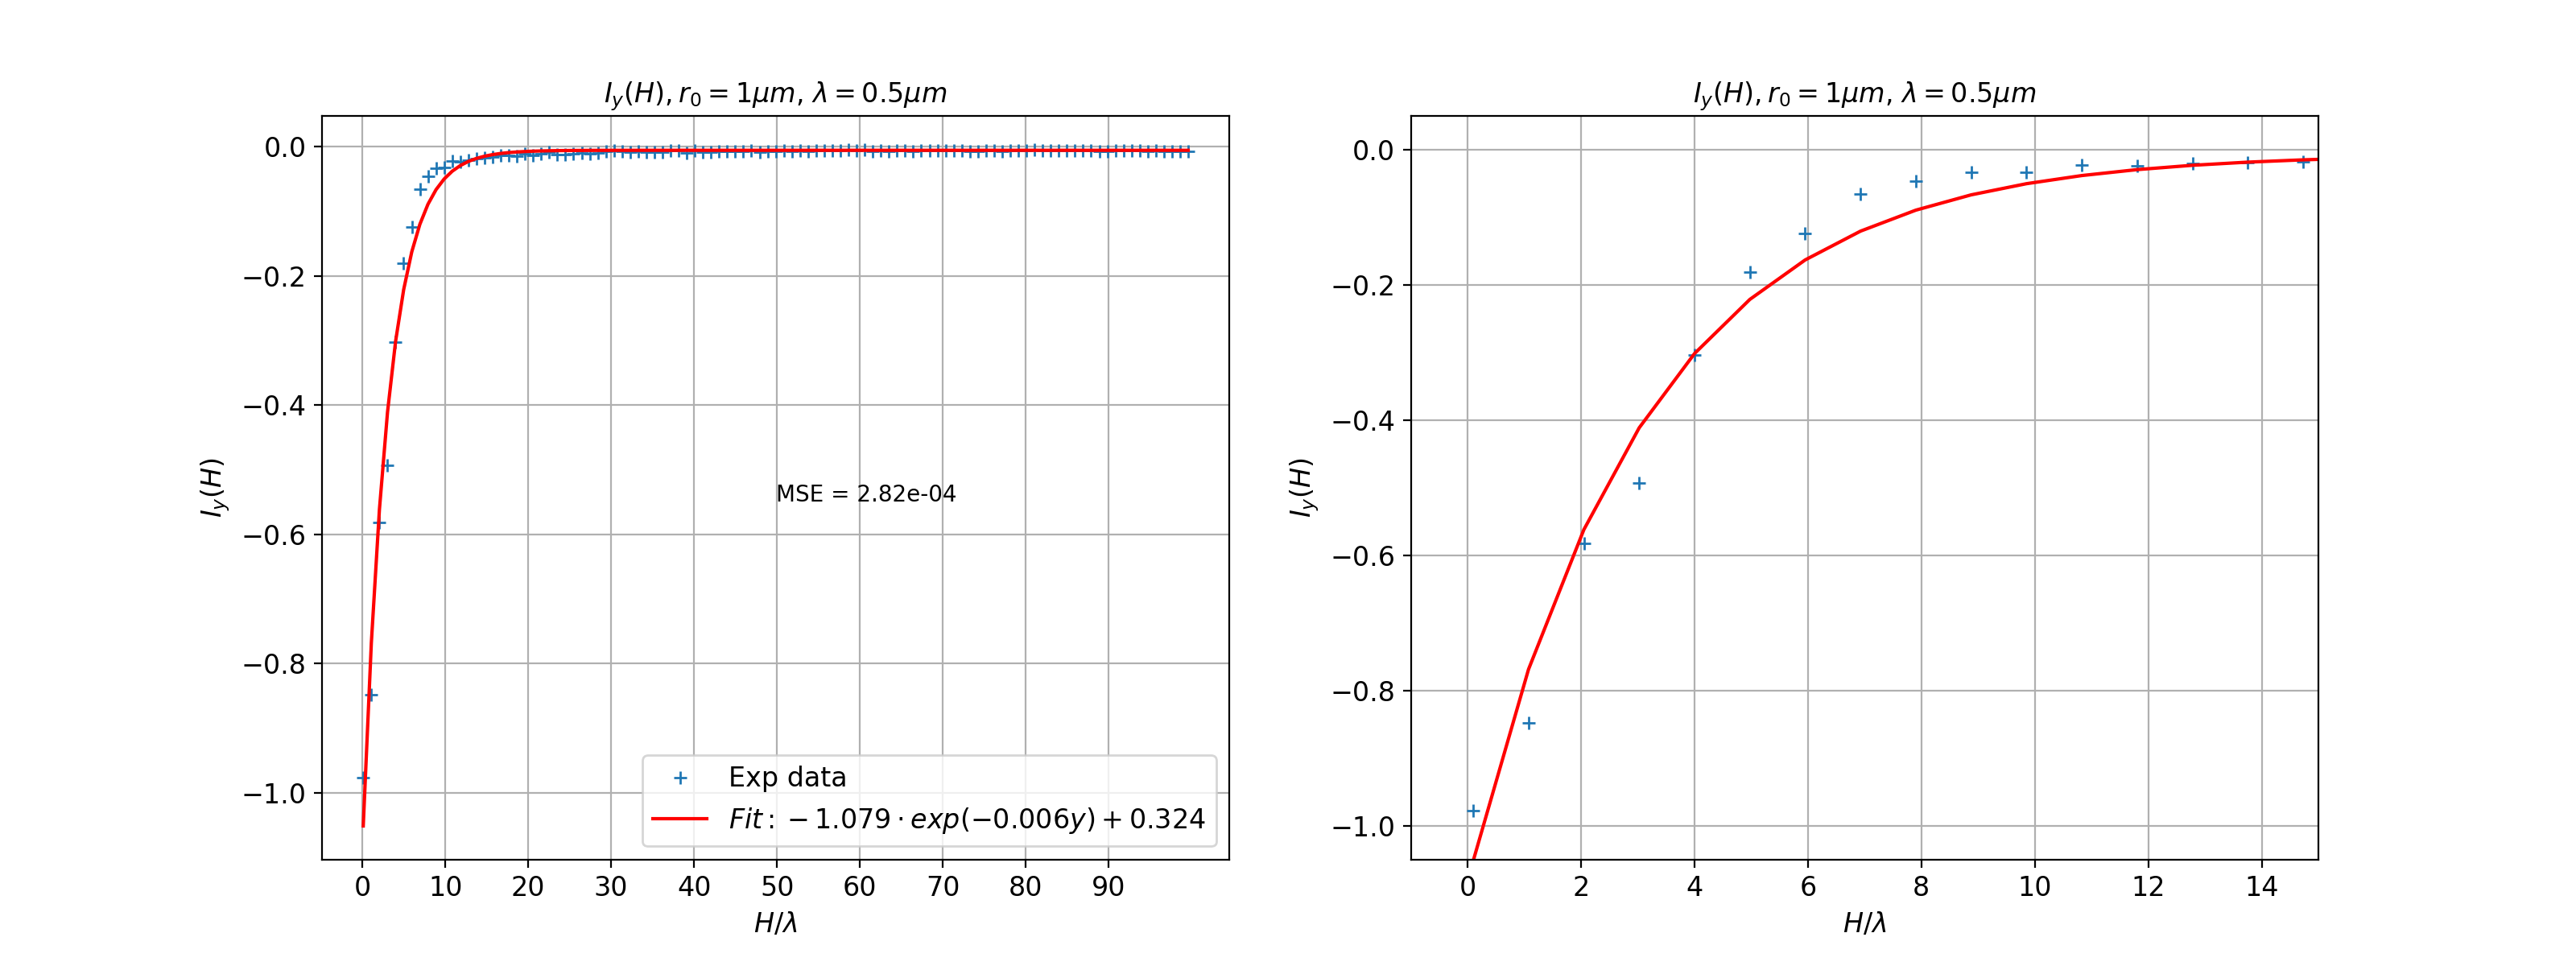 I_y(H), r_0 = 1μm, λ = 0.5μm
0.0
−0.2
−0.4
−0.6
−0.8
−1.0
I_y(H)
MSE = 2.82e-04
Exp data
Fit: −1.079 · exp(−0.006y) + 0.324
0 10 20 30 40 50 60 70 80 90
H/λ
I_y(H), r_0 = 1μm, λ = 0.5μm
0.0
−0.2
−0.4
−0.6
−0.8
−1.0
I_y(H)
0 2 4 6 8 10 12 14
H/λ